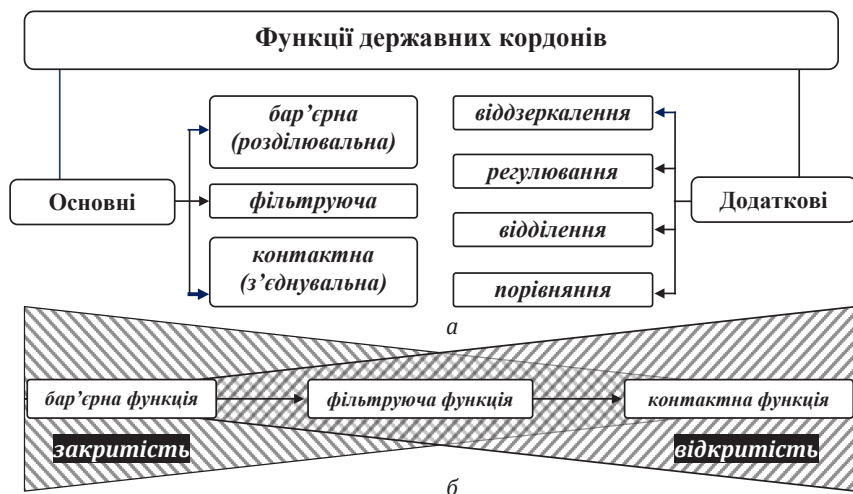 Функції державних кордонів
Основні
бар’єрна
(розділювальна)
фільтруюча
контактна
(з’єднувальна)
віддзеркалення
регулювання
відділення
порівняння
Додаткові
а
бар’єрна функція
фільтруюча функція
контактна функція
закритість
відкритість
б